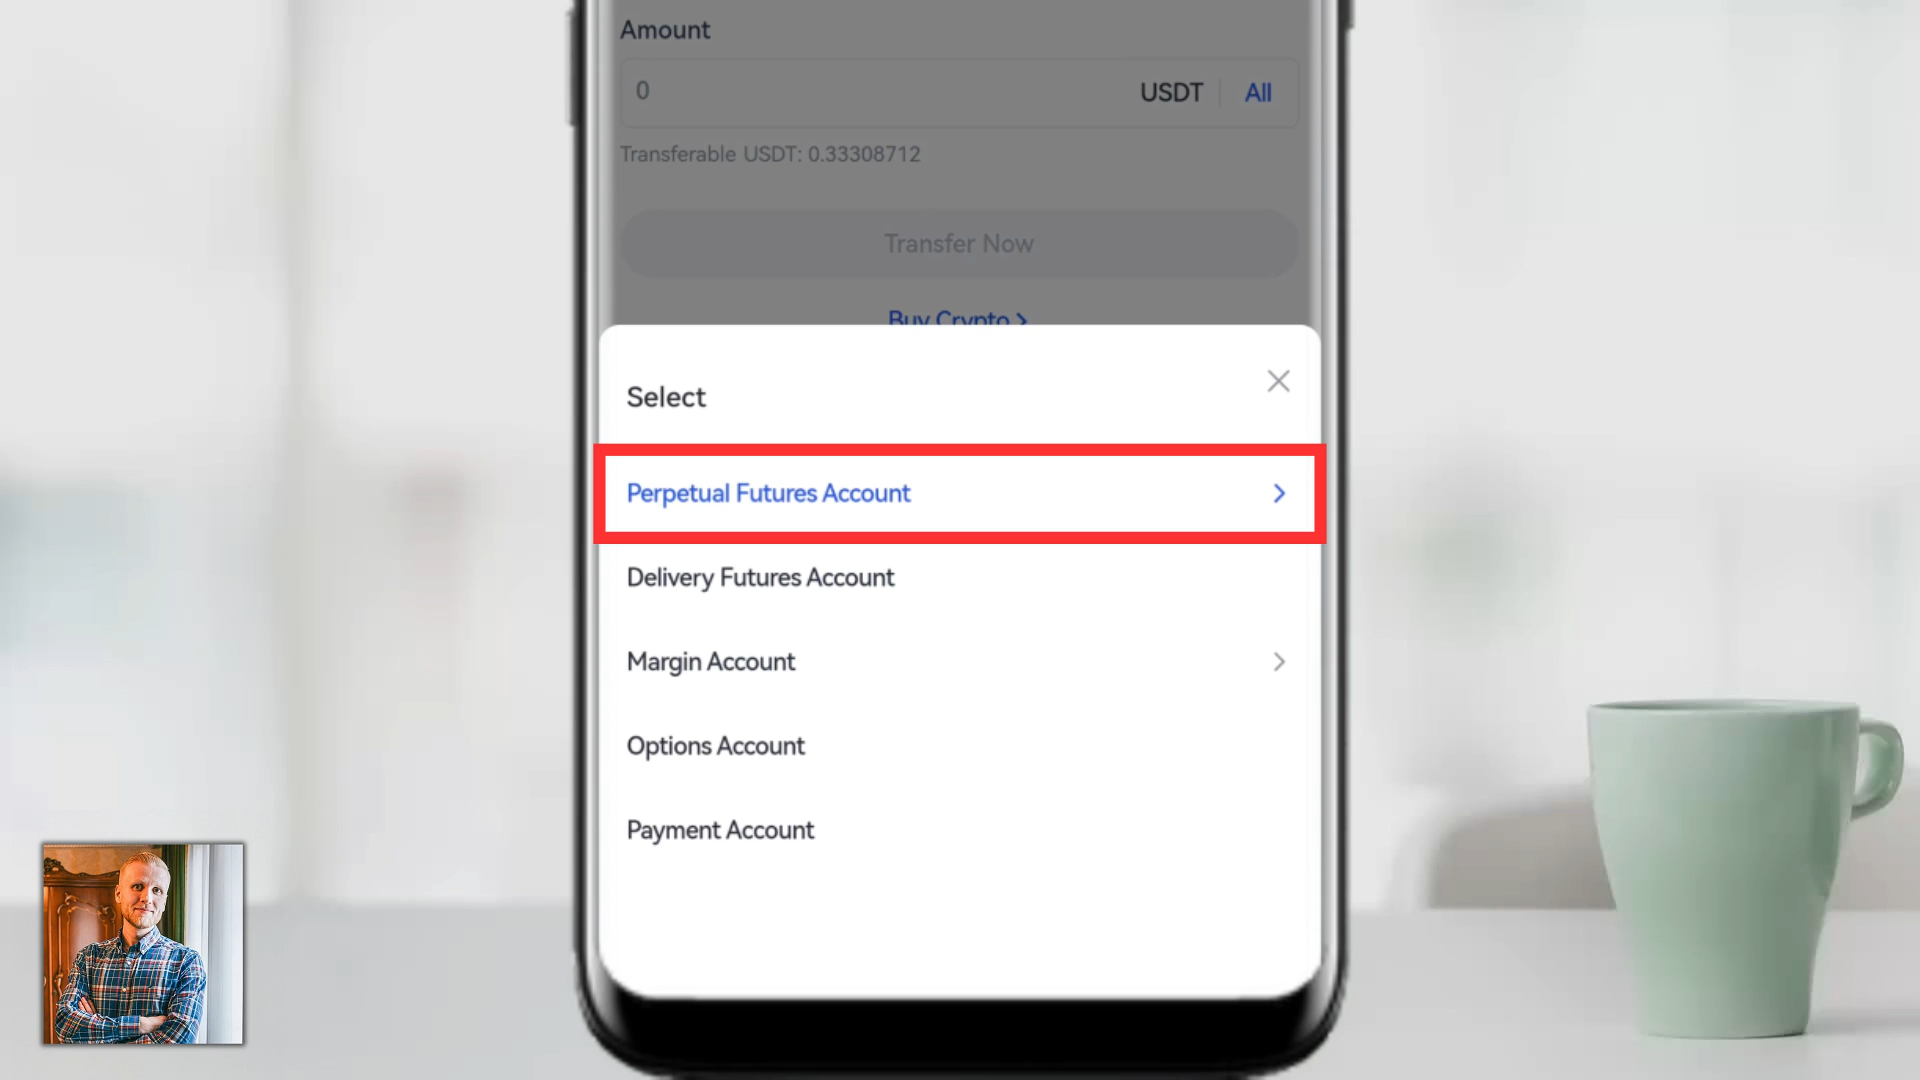 Amount
0 USDT All
Transferable USDT: 0.33308712
Transfer Now
Buy Crypto >
Select
Perpetual Futures Account
Delivery Futures Account
Margin Account
Options Account
Payment Account